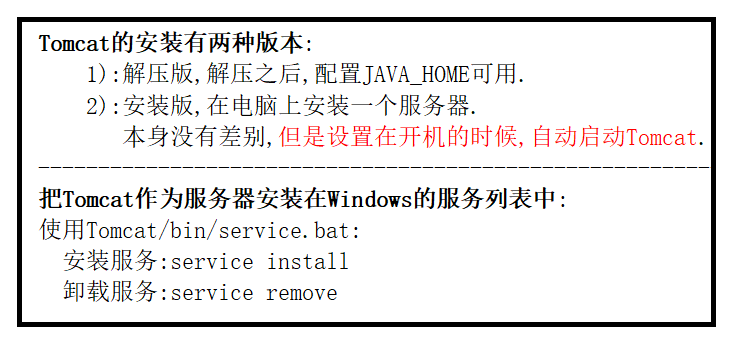 Tomcat的安装有两种版本:
1):解压版,解压之后,配置JAVA_HOME可用.
2):安装版,在电脑上安装一个服务器.
本身没有差别,但是设置在开机的时候,自动启动Tomcat.
--------------------------------------------------------
把Tomcat作为服务器安装在Windows的服务列表中:
使用Tomcat/bin/service.bat:
安装服务:service install
卸载服务:service remove